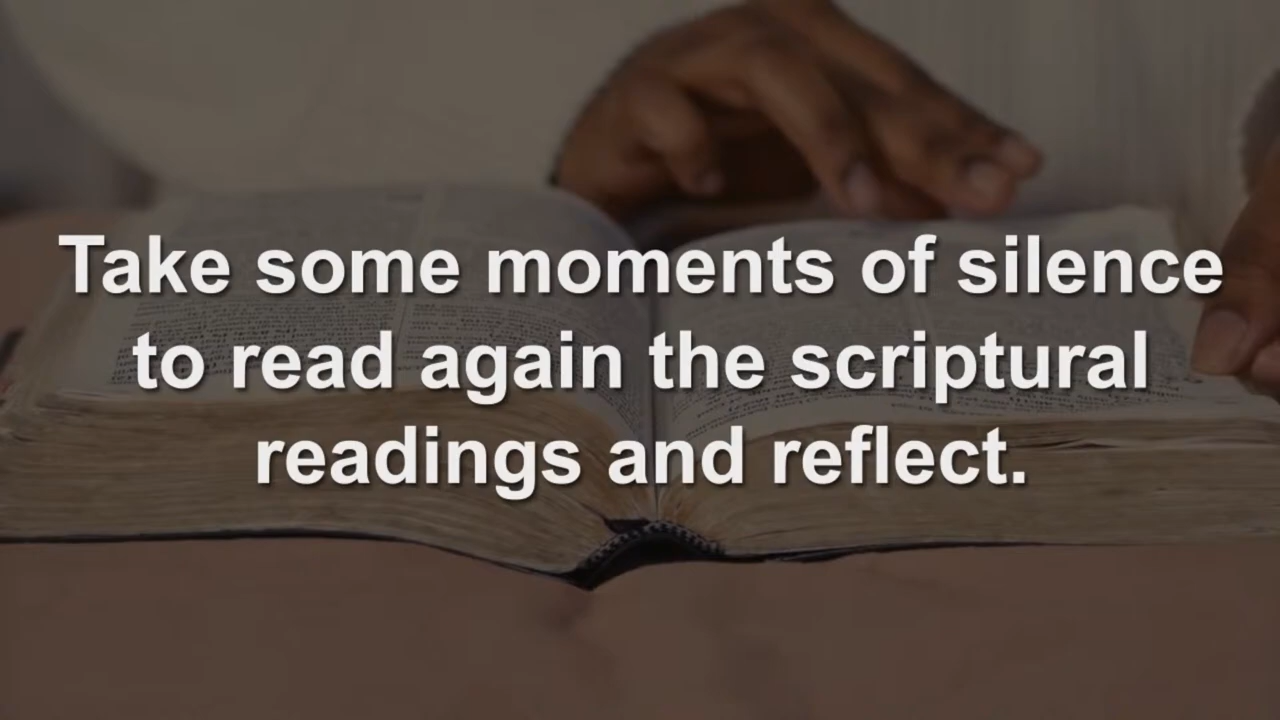 Take some moments of silence
to read again the scriptural
readings and reflect.